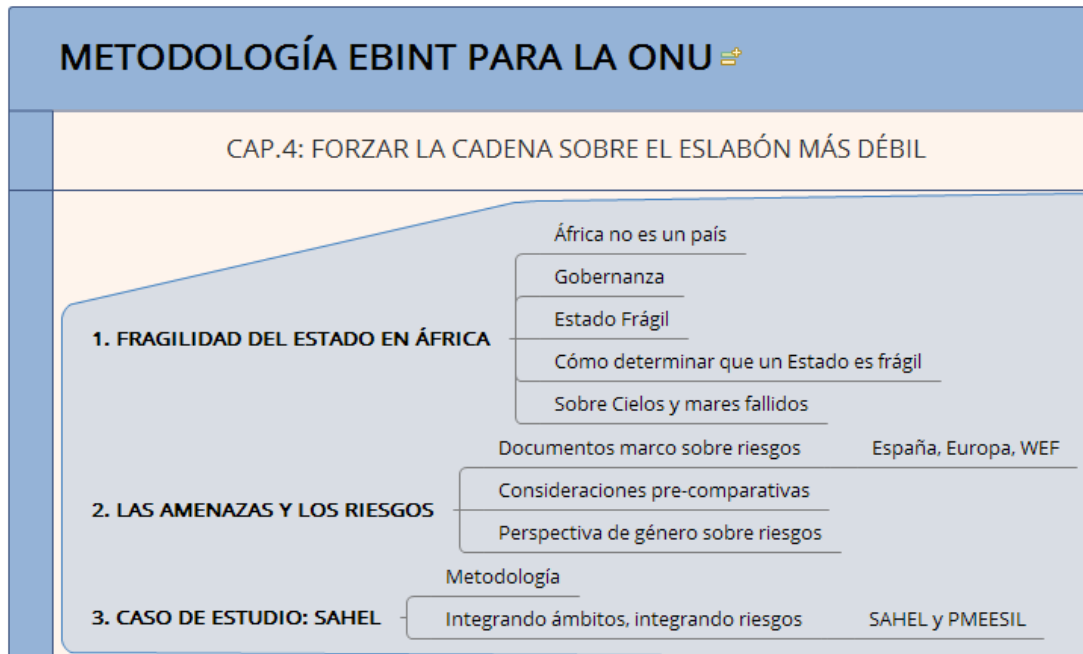 METODOLOGÍA EBINT PARA LA ONU
CAP.4: FORZAR LA CADENA SOBRE EL ESLABÓN MÁS DÉBIL
1. FRAGILIDAD DEL ESTADO EN ÁFRICA
África no es un país
Gobernanza
Estado Frágil
Cómo determinar que un Estado es frágil
Sobre Cielos y mares fallidos
2. LAS AMENAZAS Y LOS RIESGOS
Documentos marco sobre riesgos
España, Europa, WEF
Consideraciones pre-comparativas
Perspectiva de género sobre riesgos
3. CASO DE ESTUDIO: SAHEL
Metodología
Integrando ámbitos, integrando riesgos
SAHEL y PMEESIL